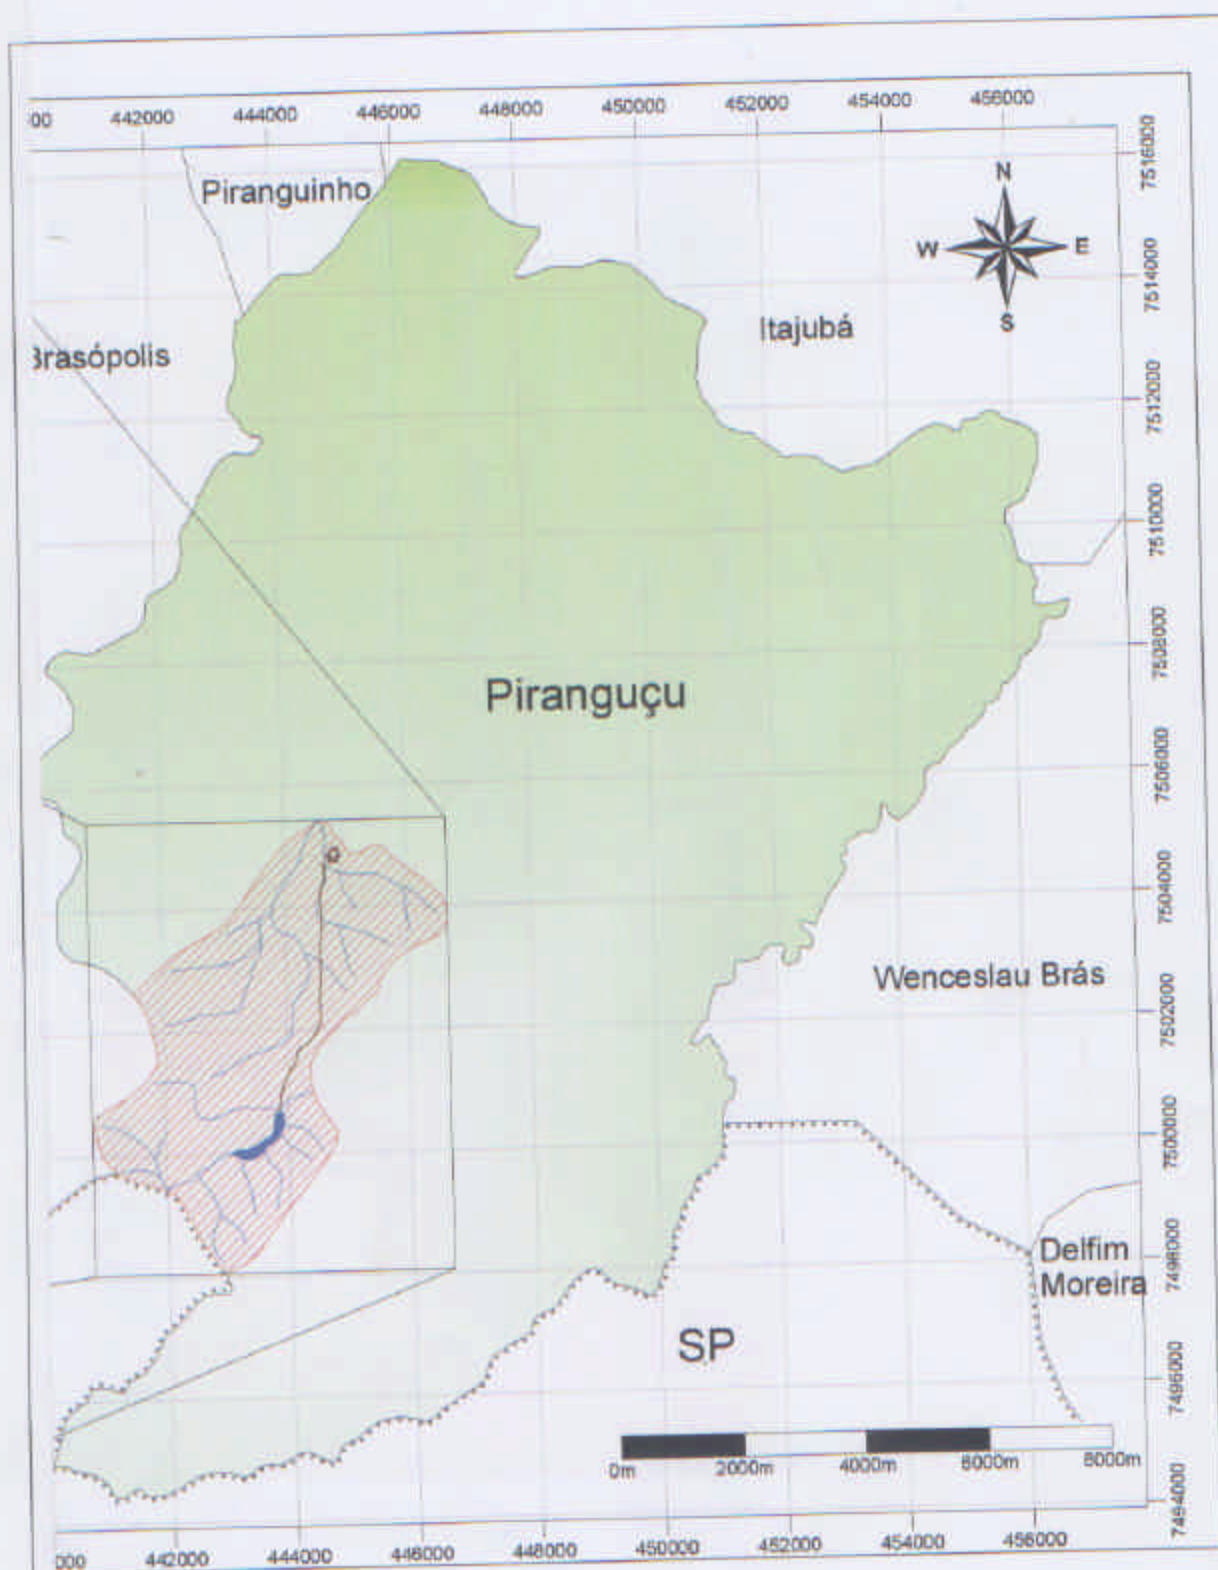 00 442000 444000 446000 448000 450000 452000 454000 456000
7516000
Piranguinho
N
W E
S
7514000
Itajubá
Brasópolis
7512000
7510000
7508000
Piranguçu
7506000
7504000
Wenceslau Brás
7502000
7500000
Delfim
Moreira
7498000
SP
7496000
0m 2000m 4000m 6000m 8000m
7494000
000 442000 444000 446000 448000 450000 452000 454000 456000